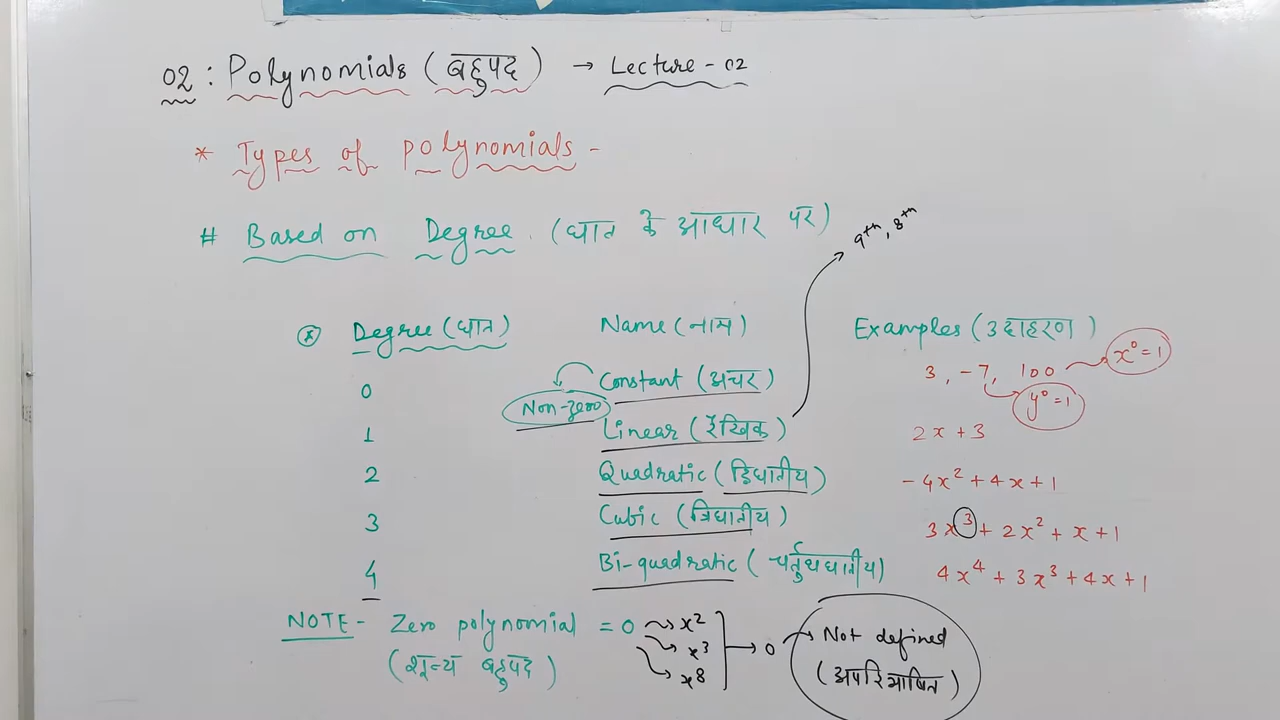 02 : Polynomials (बहुपद) → Lecture - 02
* Types of polynomials -
# Based on Degree (घात के आधार पर)
9th, 8th
* Degree (घात) Name (नाम) Examples (उदाहरण)
0 Constant (अचर) 3, -7, 100 x⁰=1
Non-zero y⁰=1
1 Linear (रैखिक) 2x+3
2 Quadratic (द्विघातीय) -4x²+4x+1
3 Cubic (त्रिघातीय) 3x³+2x²+x+1
4 Bi-quadratic (चर्तुथघातीय) 4x⁴+3x³+4x+1
NOTE - Zero polynomial = 0 x² x³ x8 → 0 → Not defined
(शून्य बहुपद) (अपरिभाषित)